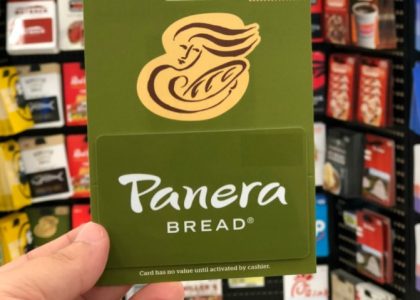 Panera
BREAD®
Card has no value until activated by cashier.